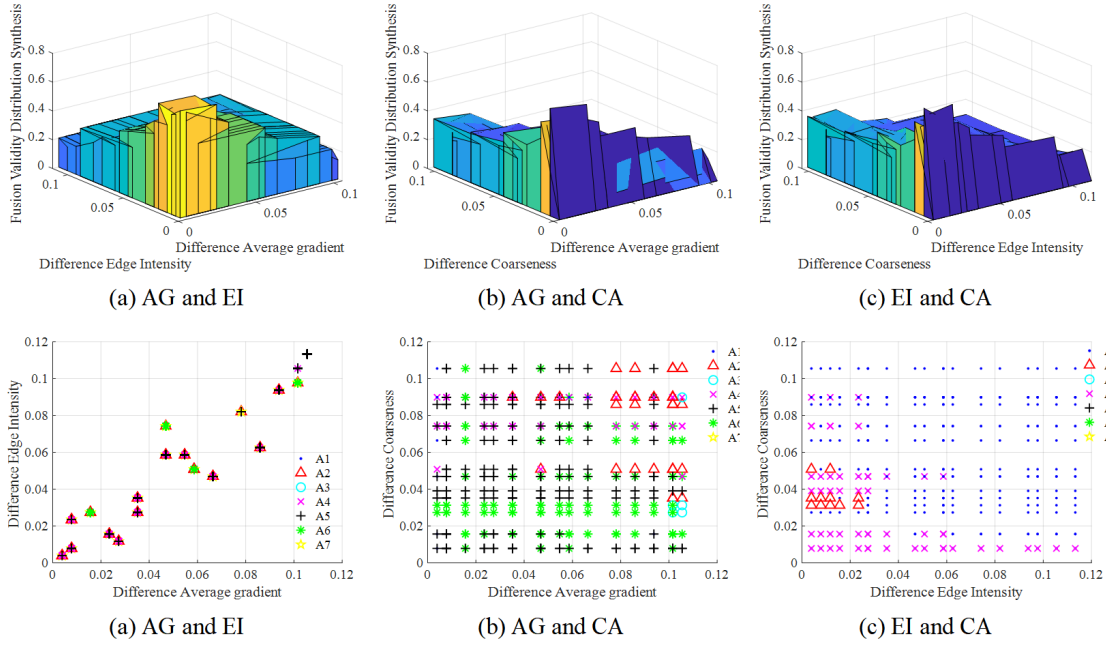 Fusion Validity Distribution Synthesis
0.8
0.6
0.4
0.2
0
0.1
0.05
0
0
0.05
0.1
Difference Average gradient
Difference Edge Intensity
(a) AG and EI
Fusion Validity Distribution Synthesis
0.8
0.6
0.4
0.2
0
0.1
0.05
0
0
0.05
0.1
Difference Average gradient
Difference Coarseness
(b) AG and CA
Fusion Validity Distribution Synthesis
0.8
0.6
0.4
0.2
0
0.1
0.05
0
0
0.05
0.1
Difference Edge Intensity
Difference Coarseness
(c) EI and CA
Difference Edge Intensity
0.12
0.1
0.08
0.06
0.04
0.02
0
0 0.02 0.04 0.06 0.08 0.1 0.12
Difference Average gradient
A1
A2
A3
A4
A5
A6
A7
(a) AG and EI
Difference Coarseness
0.12
0.1
0.08
0.06
0.04
0.02
0
0 0.02 0.04 0.06 0.08 0.1 0.12
Difference Average gradient
A1
A2
A3
A4
A5
A6
A7
(b) AG and CA
Difference Coarseness
0.12
0.1
0.08
0.06
0.04
0.02
0
0 0.02 0.04 0.06 0.08 0.1 0.12
Difference Edge Intensity
(c) EI and CA